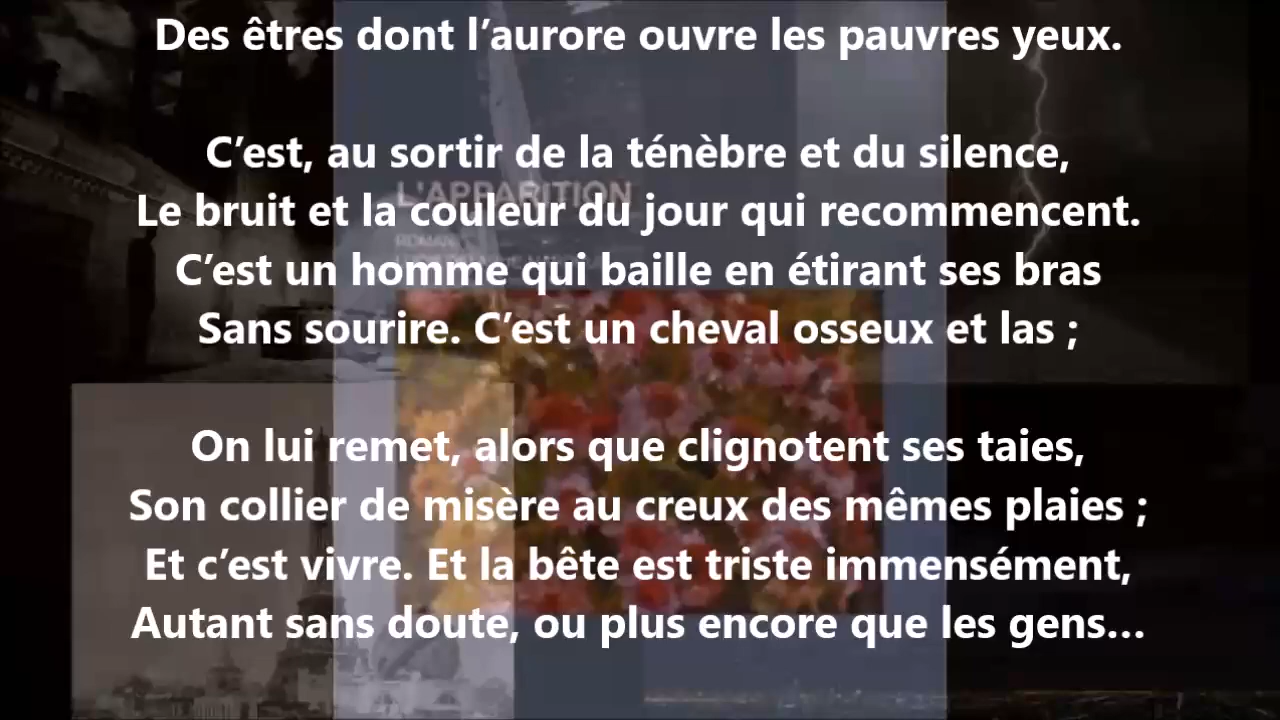 Des êtres dont l’aurore ouvre les pauvres yeux.
C’est, au sortir de la ténèbre et du silence,
L'APPARITION
Le bruit et la couleur du jour qui recommencent.
ROMAN
C’est un homme qui baille en étirant ses bras
Sans sourire. C’est un cheval osseux et las ;
On lui remet, alors que clignotent ses taies,
Son collier de misère au creux des mêmes plaies ;
Et c’est vivre. Et la bête est triste immensément,
Autant sans doute, ou plus encore que les gens…